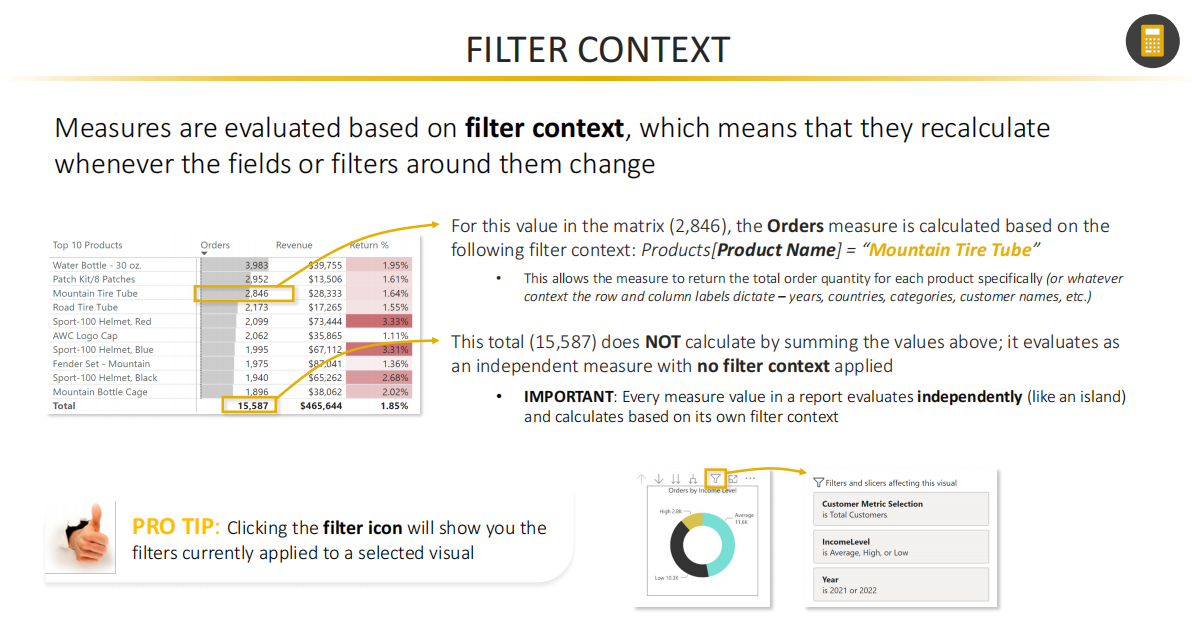 FILTER CONTEXT
Measures are evaluated based on filter context, which means that they recalculate
whenever the fields or filters around them change
For this value in the matrix (2,846), the Orders measure is calculated based on the
following filter context: Products[Product Name] = “Mountain Tire Tube”
• This allows the measure to return the total order quantity for each product specifically (or whatever
context the row and column labels dictate – years, countries, categories, customer names, etc.)
This total (15,587) does NOT calculate by summing the values above; it evaluates as
an independent measure with no filter context applied
• IMPORTANT: Every measure value in a report evaluates independently (like an island)
and calculates based on its own filter context
Top 10 Products Orders Revenue Return %
Water Bottle - 30 oz. 3,983 $39,755 1.95%
Patch Kit/8 Patches 2,952 $13,506 1.61%
Mountain Tire Tube 2,846 $28,333 1.64%
Road Tire Tube 2,173 $17,265 1.55%
Sport-100 Helmet, Red 2,099 $73,444 3.33%
AWC Logo Cap 2,062 $35,865 1.11%
Sport-100 Helmet, Blue 1,995 $67,112 3.31%
Fender Set - Mountain 1,975 $87,041 1.36%
Sport-100 Helmet, Black 1,940 $65,262 2.68%
Mountain Bottle Cage 1,896 $38,062 2.02%
Total 15,587 $465,644 1.85%
PRO TIP: Clicking the filter icon will show you the
filters currently applied to a selected visual
Orders by Income Level
High 2.8K
Average
11.6K
Low 10.3K
Filters and slicers affecting this visual
Customer Metric Selection
is Total Customers
IncomeLevel
is Average, High, or Low
Year
is 2021 or 2022